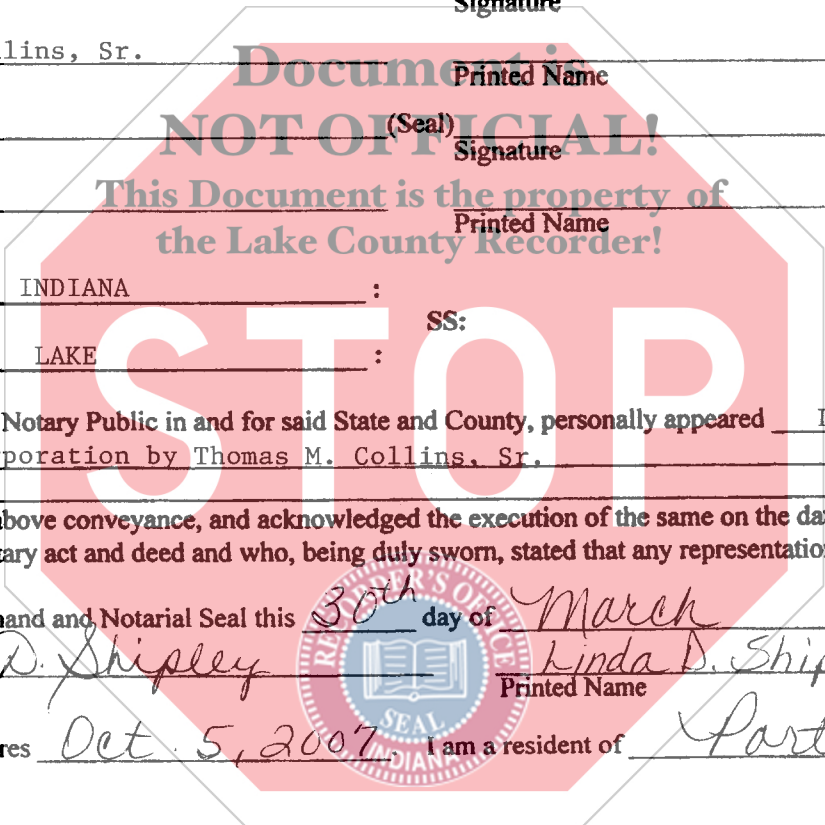 Signature
llins, Sr.
Printed Name
Document is
NOT OFFICIAL!
(Seal)
Signature
This Document is the property of
Printed Name
the Lake County Recorder!
INDIANA :
SS:
LAKE :
STOP
Notary Public in and for said State and County, personally appeared
poration by Thomas M. Collins, Sr.
bove conveyance, and acknowledged the execution of the same on the da
tary act and deed and who, being duly sworn, stated that any representatio
hand and Notarial Seal this 30th day of March
D. Shipley Linda D. Ship
Printed Name
res Oct. 5, 2007. I am a resident of Port
RECORDER'S OFFICE
SEAL
INDIANA